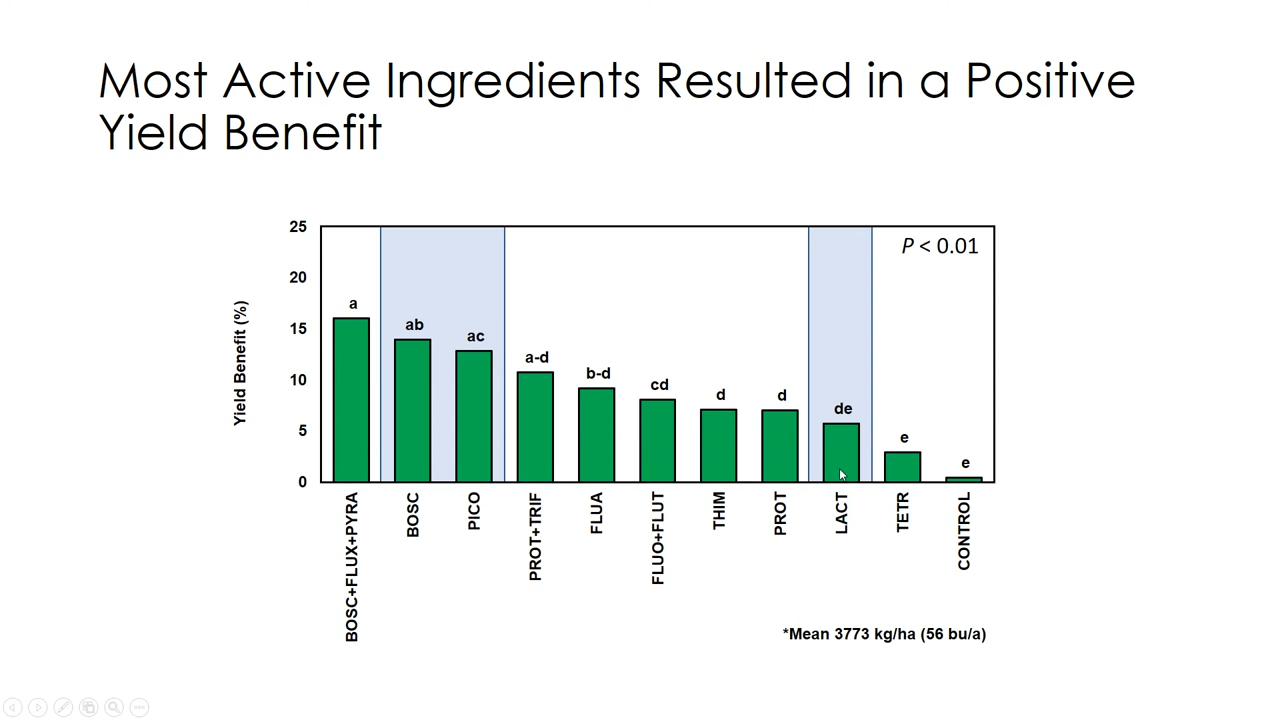 Most Active Ingredients Resulted in a Positive
Yield Benefit
25
20
15
10
5
0
Yield Benefit (%)
P < 0.01
a
ab
ac
a-d
b-d
cd
d
d
de
e
e
BOSC+FLUX+PYRA
BOSC
PICO
PROT+TRIF
FLUA
FLUO+FLUT
THIM
PROT
LACT
TETR
CONTROL
*Mean 3773 kg/ha (56 bu/a)